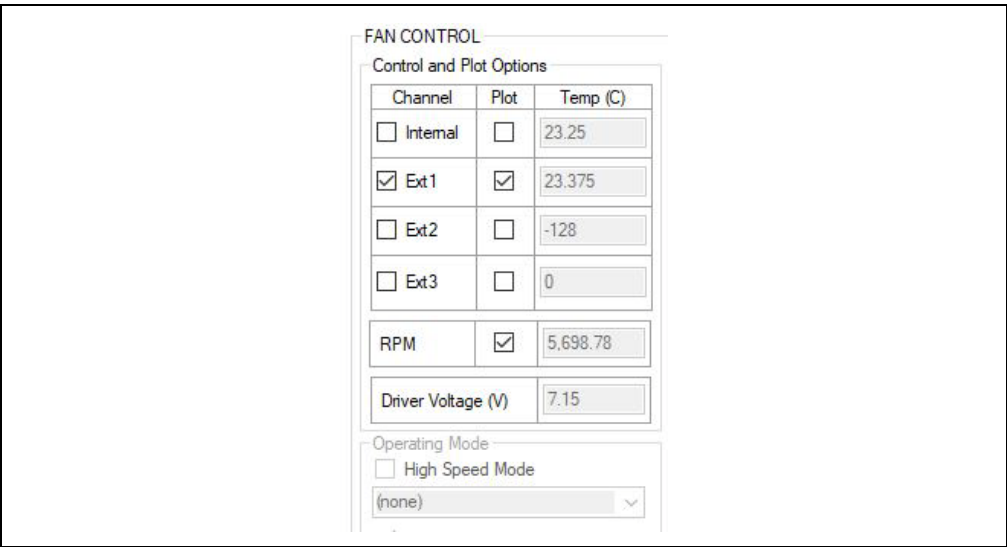 FAN CONTROL
Control and Plot Options
Channel Plot Temp (C)
Internal 23.25
Ext1 23.375
Ext2 -128
Ext3 0
RPM 5,698.78
Driver Voltage (V) 7.15
Operating Mode
High Speed Mode
(none)